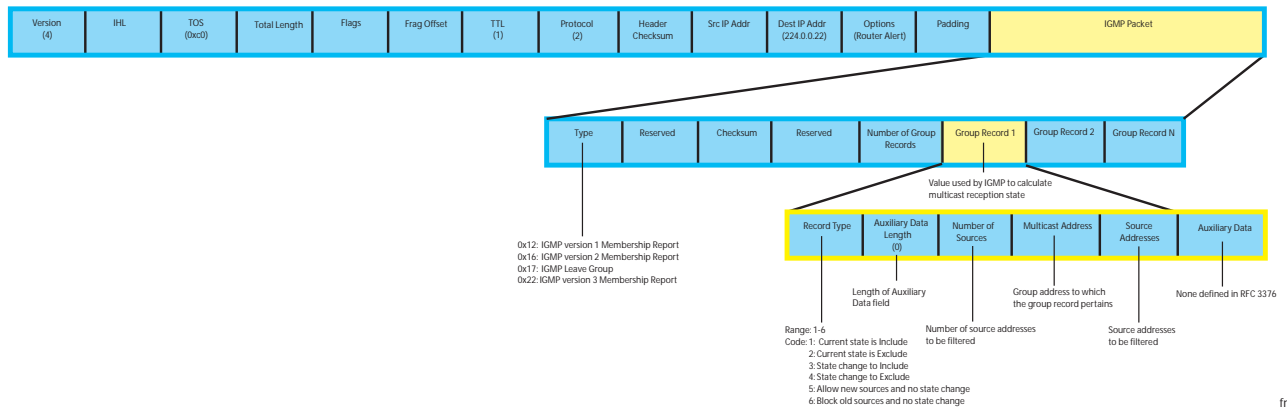 Version
(4)
IHL
TOS
(0xc0)
Total Length
Flags
Frag Offset
TTL
(1)
Protocol
(2)
Header
Checksum
Src IP Addr
Dest IP Addr
(224.0.0.22)
Options
(Router Alert)
Padding
IGMP Packet
Type
Reserved
Checksum
Reserved
Number of Group
Records
Group Record 1
Group Record 2
Group Record N
Value used by IGMP to calculate
multicast reception state
Record Type
Auxiliary Data
Length
(0)
Number of
Sources
Multicast Address
Source
Addresses
Auxiliary Data
0x12: IGMP version 1 Membership Report
0x16: IGMP version 2 Membership Report
0x17: IGMP Leave Group
0x22: IGMP version 3 Membership Report
Length of Auxiliary
Data field
Group address to which
the group record pertains
None defined in RFC 3376
Range: 1-6
Code: 1: Current state is Include
2: Current state is Exclude
3: State change to Include
4: State change to Exclude
5: Allow new sources and no state change
6: Block old sources and no state change
Number of source addresses
to be filtered
Source addresses
to be filtered